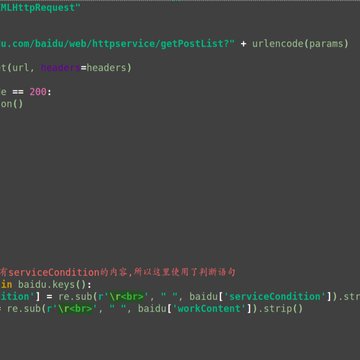 MLHttpRequest"
u.com/baidu/web/httpservice/getPostList?" + urlencode(params)
t(url, headers=headers)
e == 200:
on()
有serviceCondition的内容,所以这里使用了判断语句
in baidu.keys():
ition'] = re.sub(r'\r<br>', " ", baidu['serviceCondition']).str
= re.sub(r'\r<br>', " ", baidu['workContent']).strip()